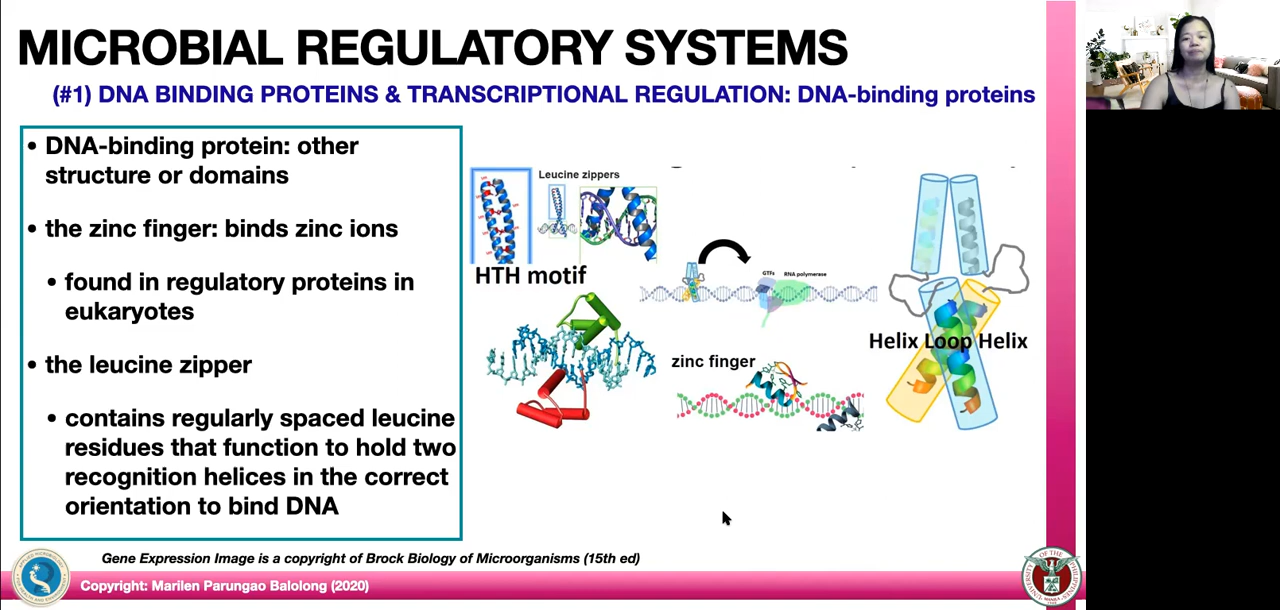 MICROBIAL REGULATORY SYSTEMS
(#1) DNA BINDING PROTEINS & TRANSCRIPTIONAL REGULATION: DNA-binding proteins
• DNA-binding protein: other
structure or domains
• the zinc finger: binds zinc ions
• found in regulatory proteins in
eukaryotes
• the leucine zipper
• contains regularly spaced leucine
residues that function to hold two
recognition helices in the correct
orientation to bind DNA
Leucine zippers
HTH motif
GTFs
RNA polymerase
zinc finger
Helix Loop Helix
Gene Expression Image is a copyright of Brock Biology of Microorganisms (15th ed)
Copyright: Marilen Parungao Balolong (2020)